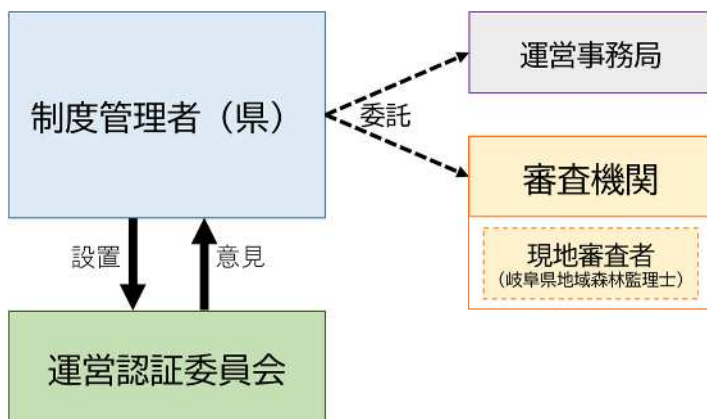 運営事務局
制度管理者（県）
委託
審査機関
現地審査者
（岐阜県地域森林監理士）
設置
意見
運営認証委員会